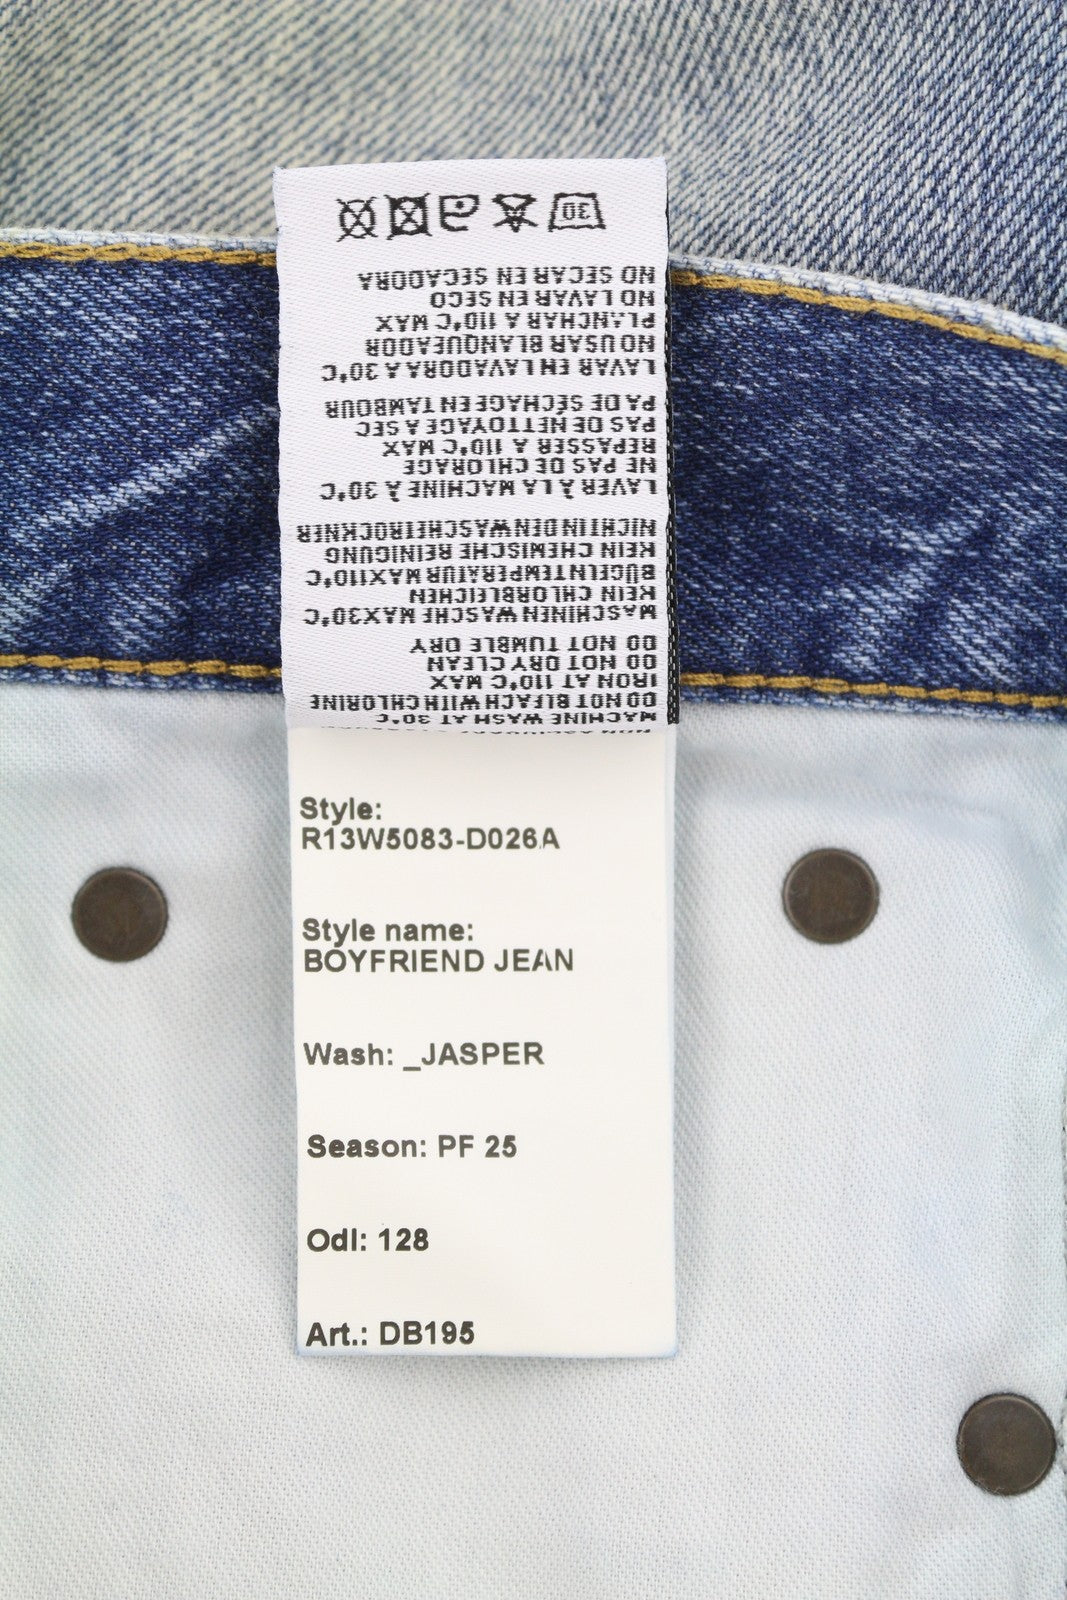 30
NON ASCIUGARE
MACHINE WASH AT 30°C
DO NOT BLEACH WITH CHLORINE
IRON AT 110°C MAX
DO NOT DRY CLEAN
DO NOT TUMBLE DRY
MASCHINEN WASCHE MAX30°C
KEIN CHLORBLEICHEN
BÜGELNTEMPERATUR MAX110°C
KEIN CHEMISCHE REINIGUNG
NICHT IN DEN WASCHETROCKNER
LAVER À LA MACHINE À 30°C
NE PAS DE CHLORAGE
REPASSER A 110°C MAX
PAS DE NETTOYAGE A SEC
PA DE SÉCHAGE EN TAMBOUR
LAVAR EN LAVADORA A 30°C
NO USAR BLANQUEADOR
PLANCHAR A 110°C MAX
NO LAVAR EN SECO
NO SECAR EN SECADORA
Style:
R13W5083-D026A
Style name:
BOYFRIEND JEAN
Wash: _JASPER
Season: PF 25
Odl: 128
Art.: DB195